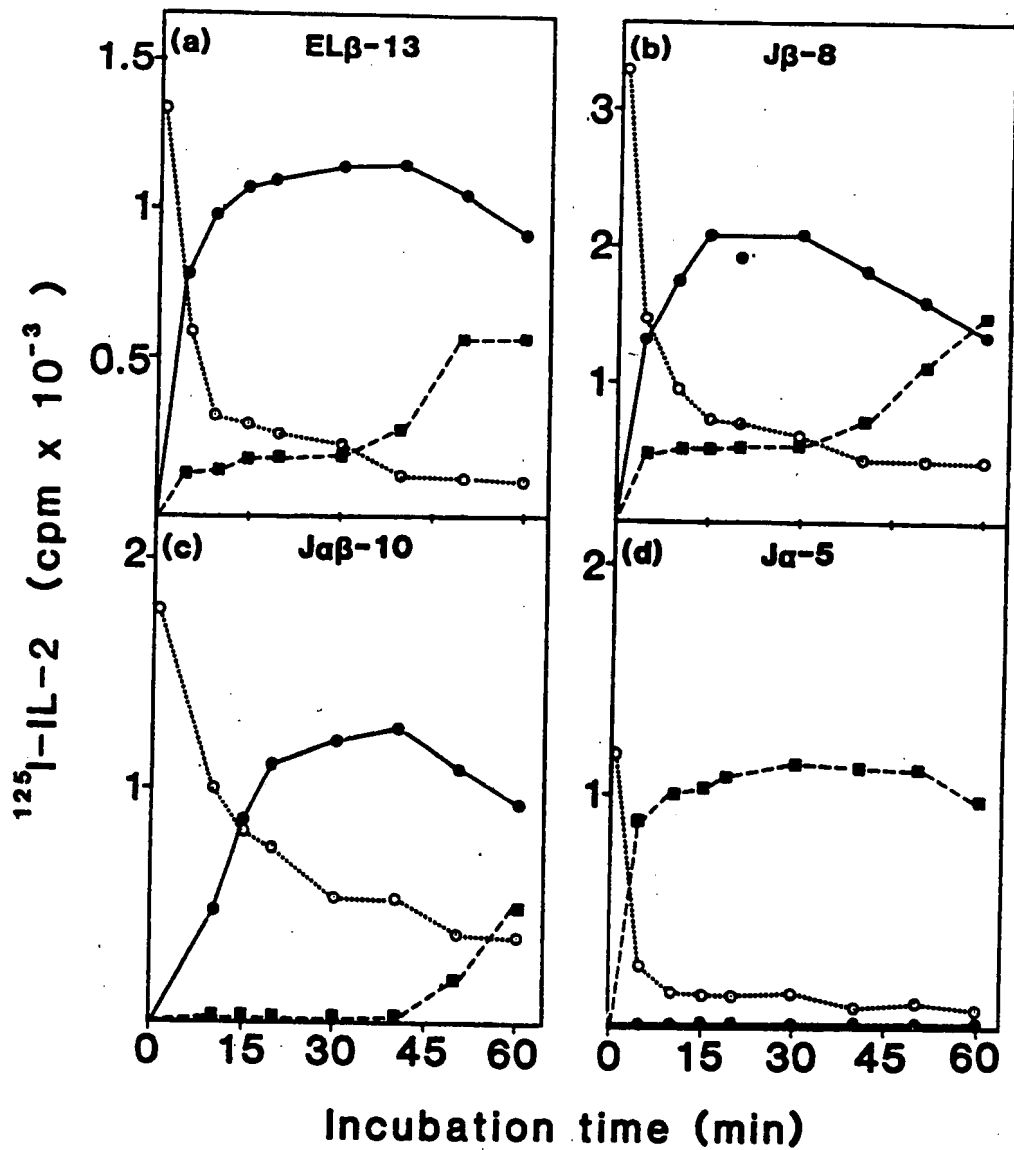 (a) ELβ-13
1.5
1
0.5
(b) Jβ-8
3
2
1
(c) Jαβ-10
2
1
0 15 30 45 60
(d) Jα-5
2
1
0 15 30 45 60
¹²⁵I-IL-2 (cpm x 10⁻³)
Incubation time (min)